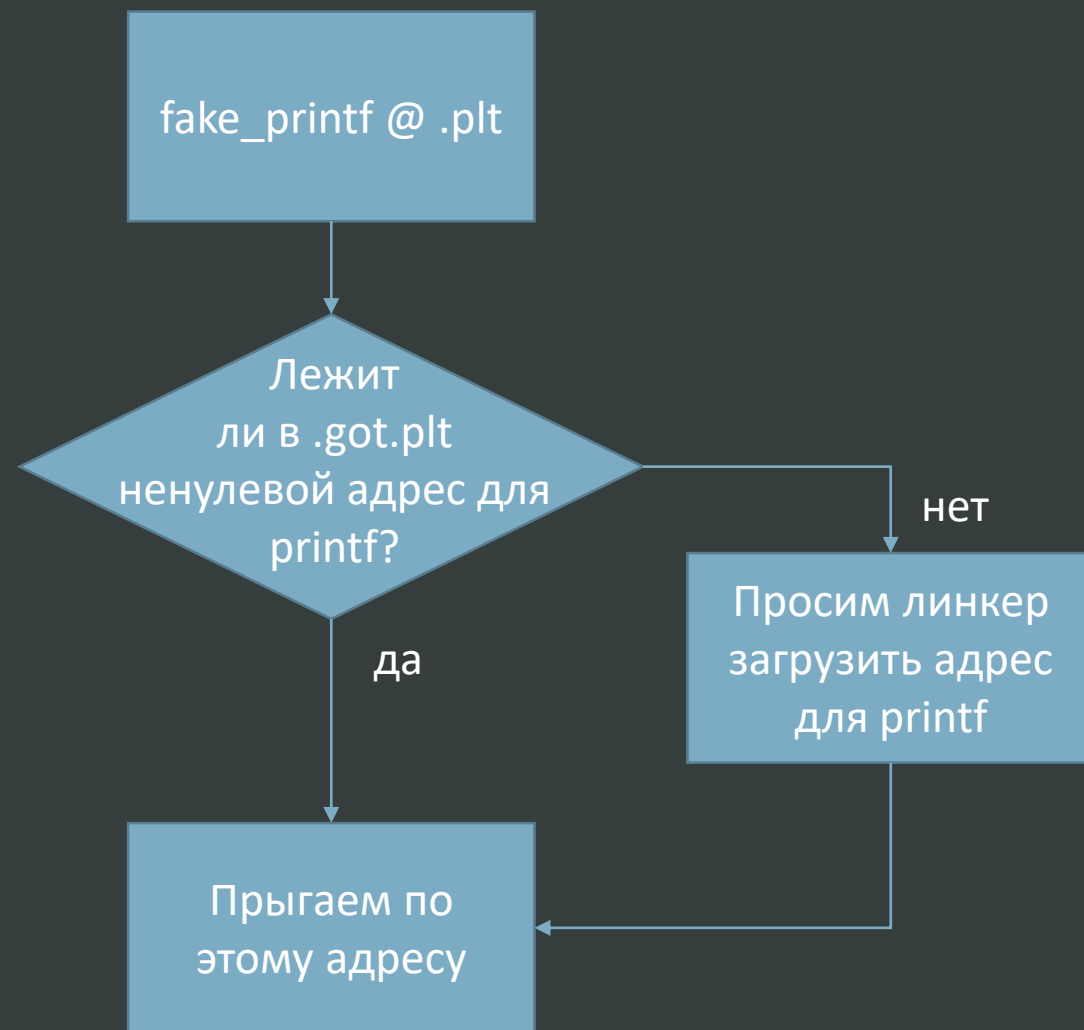 fake_printf @ .plt
Лежит
ли в .got.plt
ненулевой адрес для
printf?
нет
Просим линкер
загрузить адрес
для printf
да
Прыгаем по
этому адресу